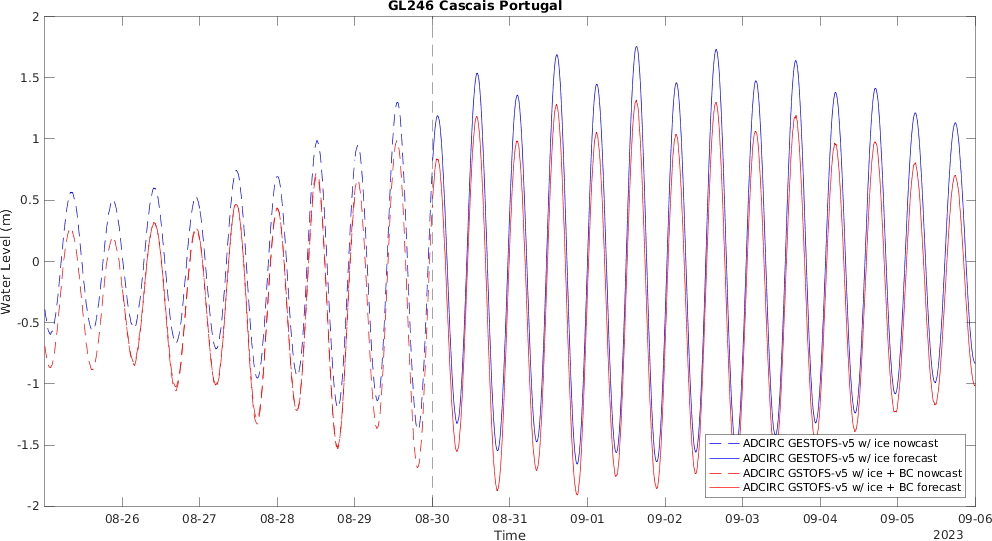 GL246 Cascais Portugal
2
1.5
1
0.5
0
-0.5
-1
-1.5
-2
Water Level (m)
ADCIRC GESTOFS-v5 w/ ice nowcast
ADCIRC GESTOFS-v5 w/ ice forecast
ADCIRC GSTOFS-v5 w/ ice + BC nowcast
ADCIRC GSTOFS-v5 w/ ice + BC forecast
08-26 08-27 08-28 08-29 08-30 08-31 09-01 09-02 09-03 09-04 09-05 09-06
Time
2023